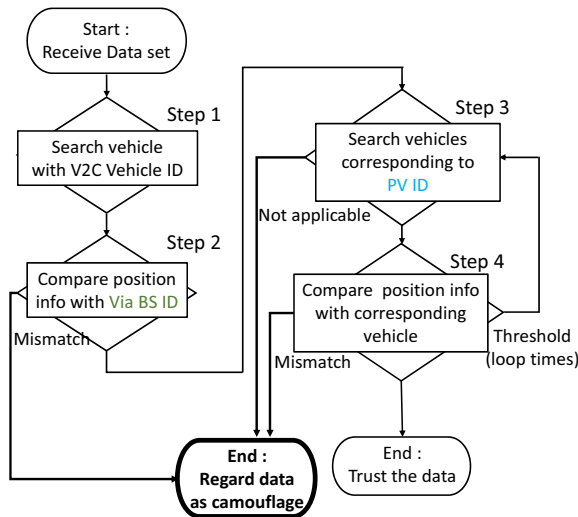 Start :
Receive Data set
Step 1
Search vehicle
with V2C Vehicle ID
Step 2
Compare position
info with Via BS ID
Mismatch
Step 3
Search vehicles
corresponding to
PV ID
Not applicable
Step 4
Compare position info
with corresponding
vehicle
Mismatch
Threshold
(loop times)
End :
Regard data
as camouflage
End :
Trust the data